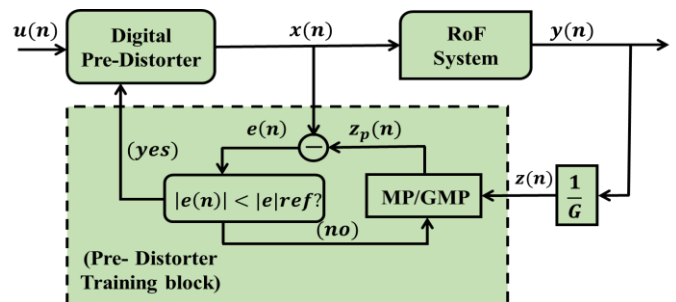 u(n)
Digital
Pre-Distorter
x(n)
RoF
System
y(n)
(yes)
e(n)
z_p(n)
−
|e(n)| < |e|ref?
(no)
MP/GMP
z(n)
1
G
(Pre- Distorter
Training block)